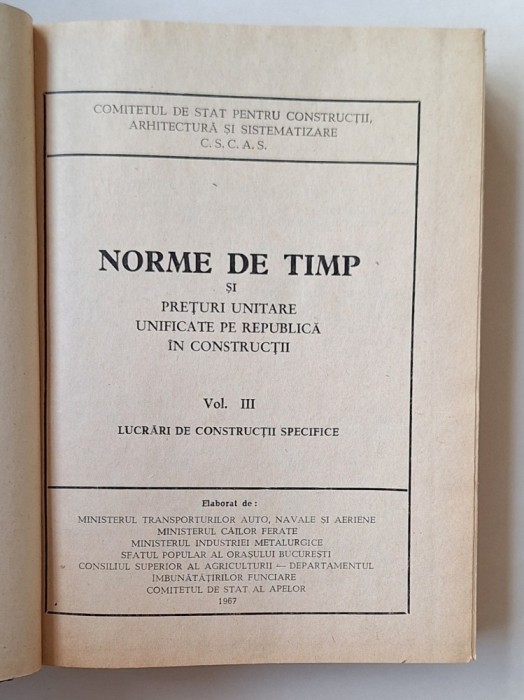 COMITETUL DE STAT PENTRU CONSTRUCȚII,
ARHITECTURĂ ȘI SISTEMATIZARE
C. S. C. A. S.
NORME DE TIMP
ȘI
PREȚURI UNITARE
UNIFICATE PE REPUBLICĂ
ÎN CONSTRUCȚII
Vol. III
LUCRĂRI DE CONSTRUCȚII SPECIFICE
Elaborat de :
MINISTERUL TRANSPORTURILOR AUTO, NAVALE ȘI AERIENE
MINISTERUL CĂILOR FERATE
MINISTERUL INDUSTRIEI METALURGICE
SFATUL POPULAR AL ORAȘULUI BUCUREȘTI
CONSILIUL SUPERIOR AL AGRICULTURII — DEPARTAMENTUL
ÎMBUNĂTĂȚIRILOR FUNCIARE
COMITETUL DE STAT AL APELOR
1967